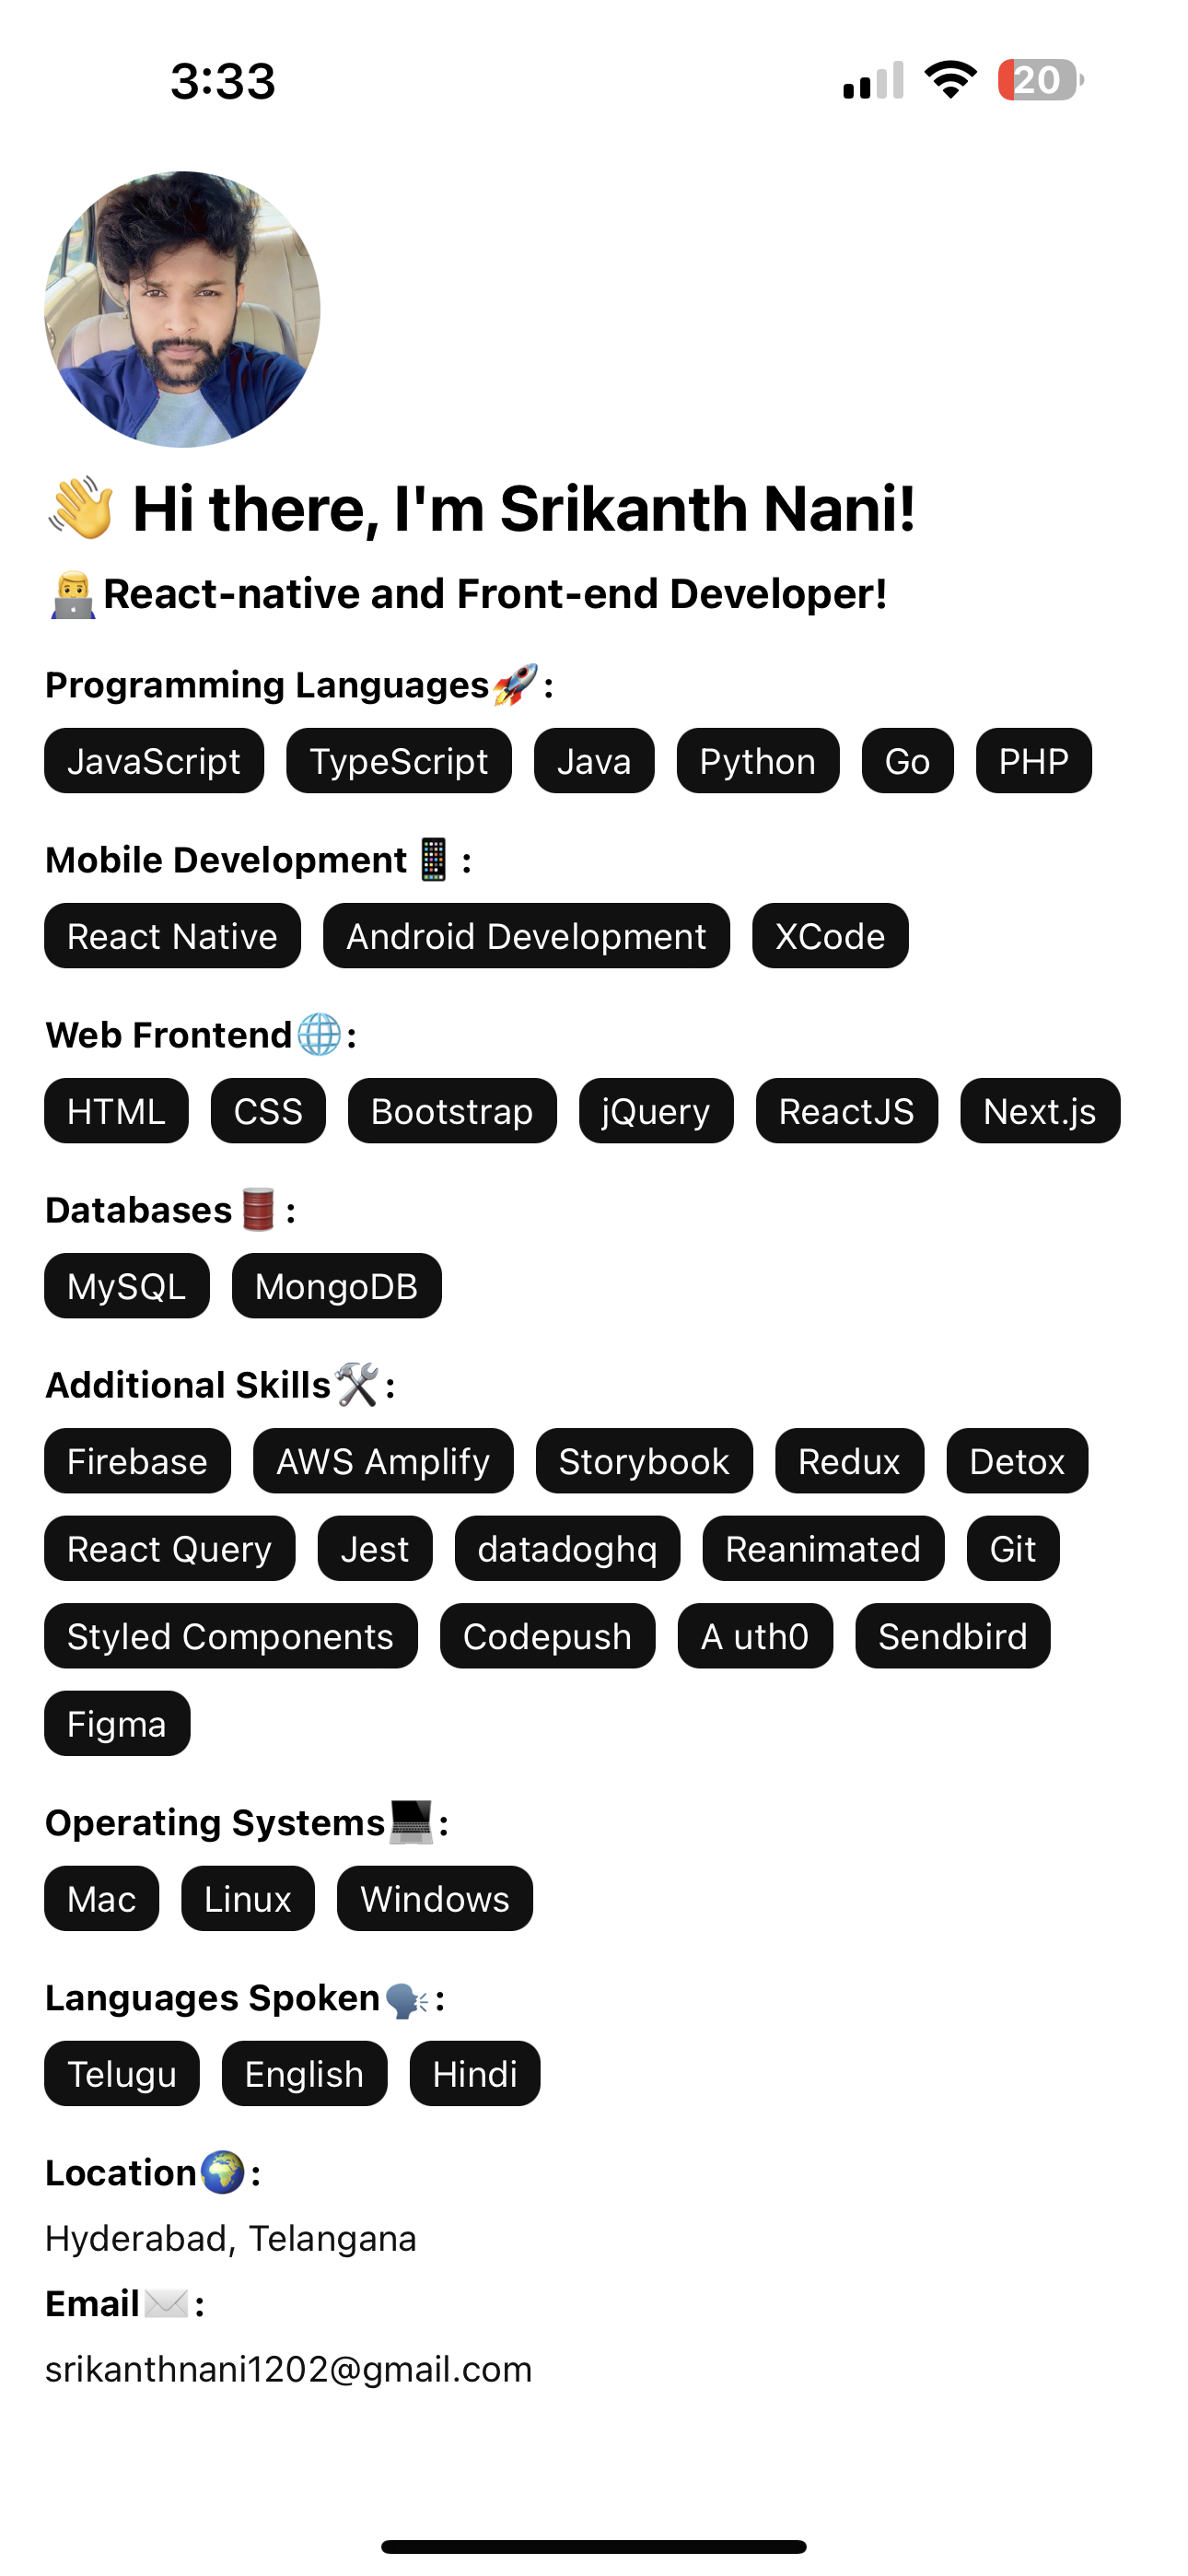 3:33 20
👋 Hi there, I'm Srikanth Nani!
👨‍💻React-native and Front-end Developer!
Programming Languages🚀:
JavaScript TypeScript Java Python Go PHP
Mobile Development📱:
React Native Android Development XCode
Web Frontend🌐:
HTML CSS Bootstrap jQuery ReactJS Next.js
Databases🛢️:
MySQL MongoDB
Additional Skills🛠️:
Firebase AWS Amplify Storybook Redux Detox
React Query Jest datadoghq Reanimated Git
Styled Components Codepush A uth0 Sendbird
Figma
Operating Systems💻:
Mac Linux Windows
Languages Spoken🗣️:
Telugu English Hindi
Location🌍:
Hyderabad, Telangana
Email✉️:
srikanthnani1202@gmail.com